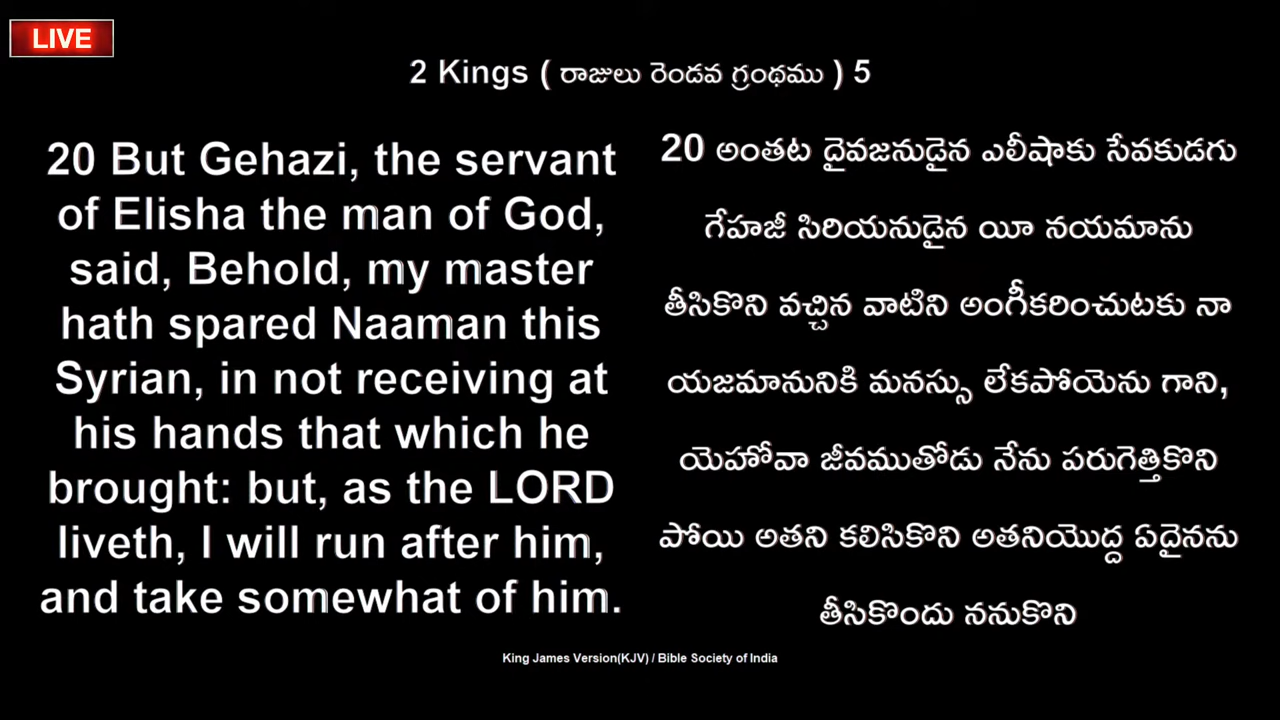 LIVE
2 Kings ( రాజులు రెండవ గ్రంథము ) 5
20 But Gehazi, the servant
of Elisha the man of God,
said, Behold, my master
hath spared Naaman this
Syrian, in not receiving at
his hands that which he
brought: but, as the LORD
liveth, I will run after him,
and take somewhat of him.
20 అంతట దైవజనుడైన ఎలీషాకు సేవకుడగు
గేహజీ సిరియనుడైన యీ నయమాను
తీసికొని వచ్చిన వాటిని అంగీకరించుటకు నా
యజమానునికి మనస్సు లేకపోయెను గాని,
యెహోవా జీవముతోడు నేను పరుగెత్తికొని
పోయి అతని కలిసికొని అతనియొద్ద ఏదైనను
తీసికొందు ననుకొని
King James Version(KJV) / Bible Society of India